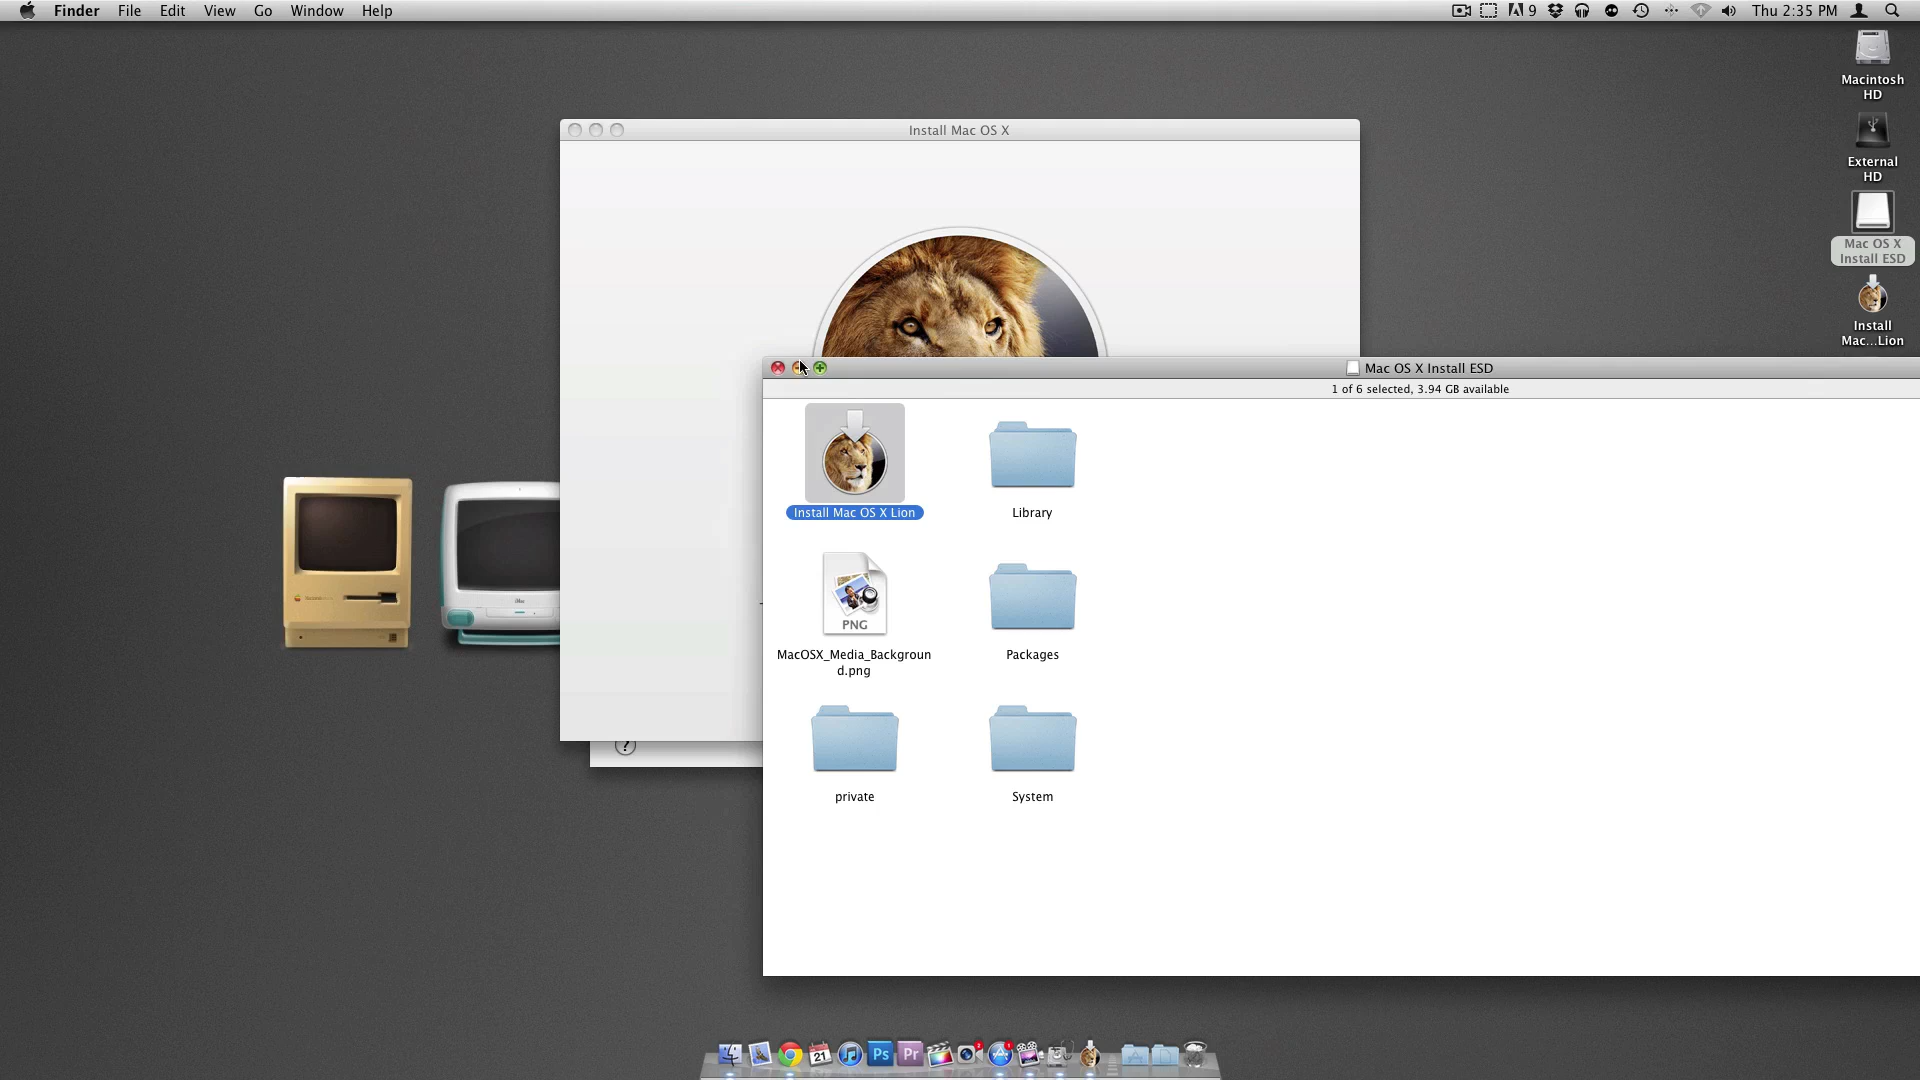 Finder File Edit View Go Window Help
9
Thu 2:35 PM
Macintosh
HD
External
HD
Mac OS X
Install ESD
Install
Mac...Lion
Install Mac OS X
Mac OS X Install ESD
1 of 6 selected, 3.94 GB available
Install Mac OS X Lion
Library
PNG
MacOSX_Media_Backgroun
d.png
Packages
private
System
?
21
Ps
Pr